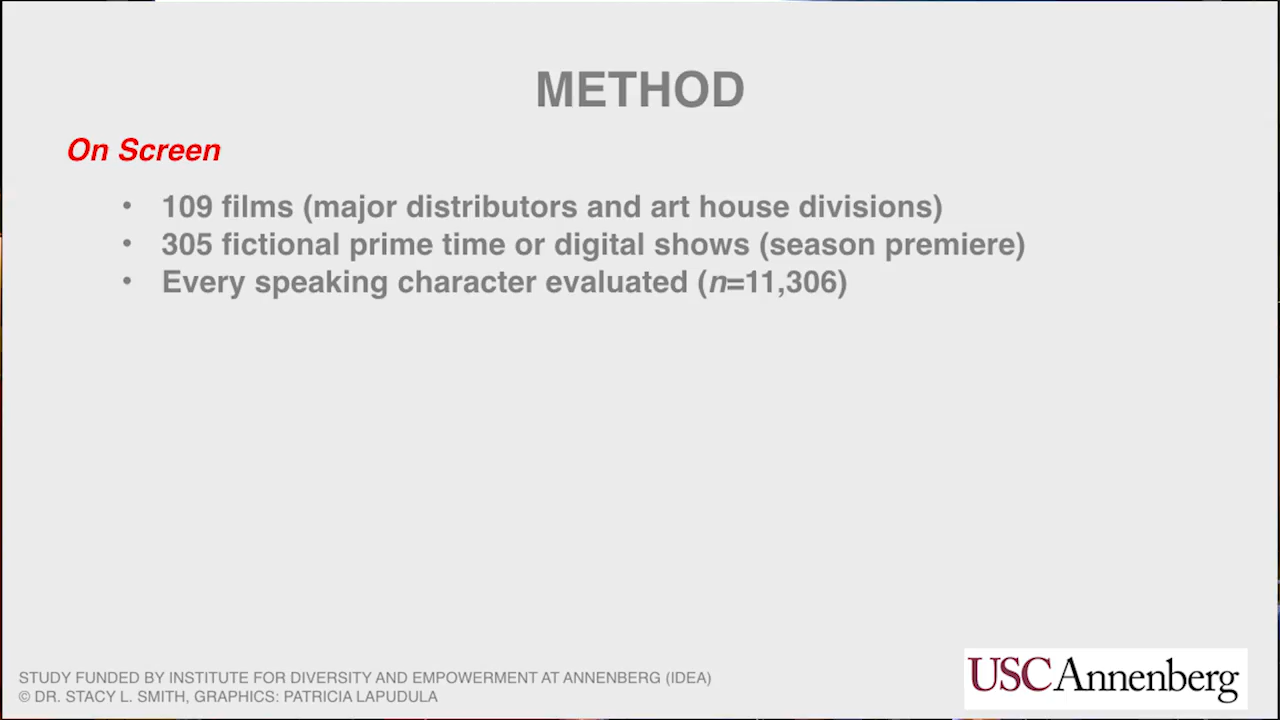 METHOD
On Screen
• 109 films (major distributors and art house divisions)
• 305 fictional prime time or digital shows (season premiere)
• Every speaking character evaluated (n=11,306)
STUDY FUNDED BY INSTITUTE FOR DIVERSITY AND EMPOWERMENT AT ANNENBERG (IDEA)
© DR. STACY L. SMITH, GRAPHICS: PATRICIA LAPUDULA
USC Annenberg